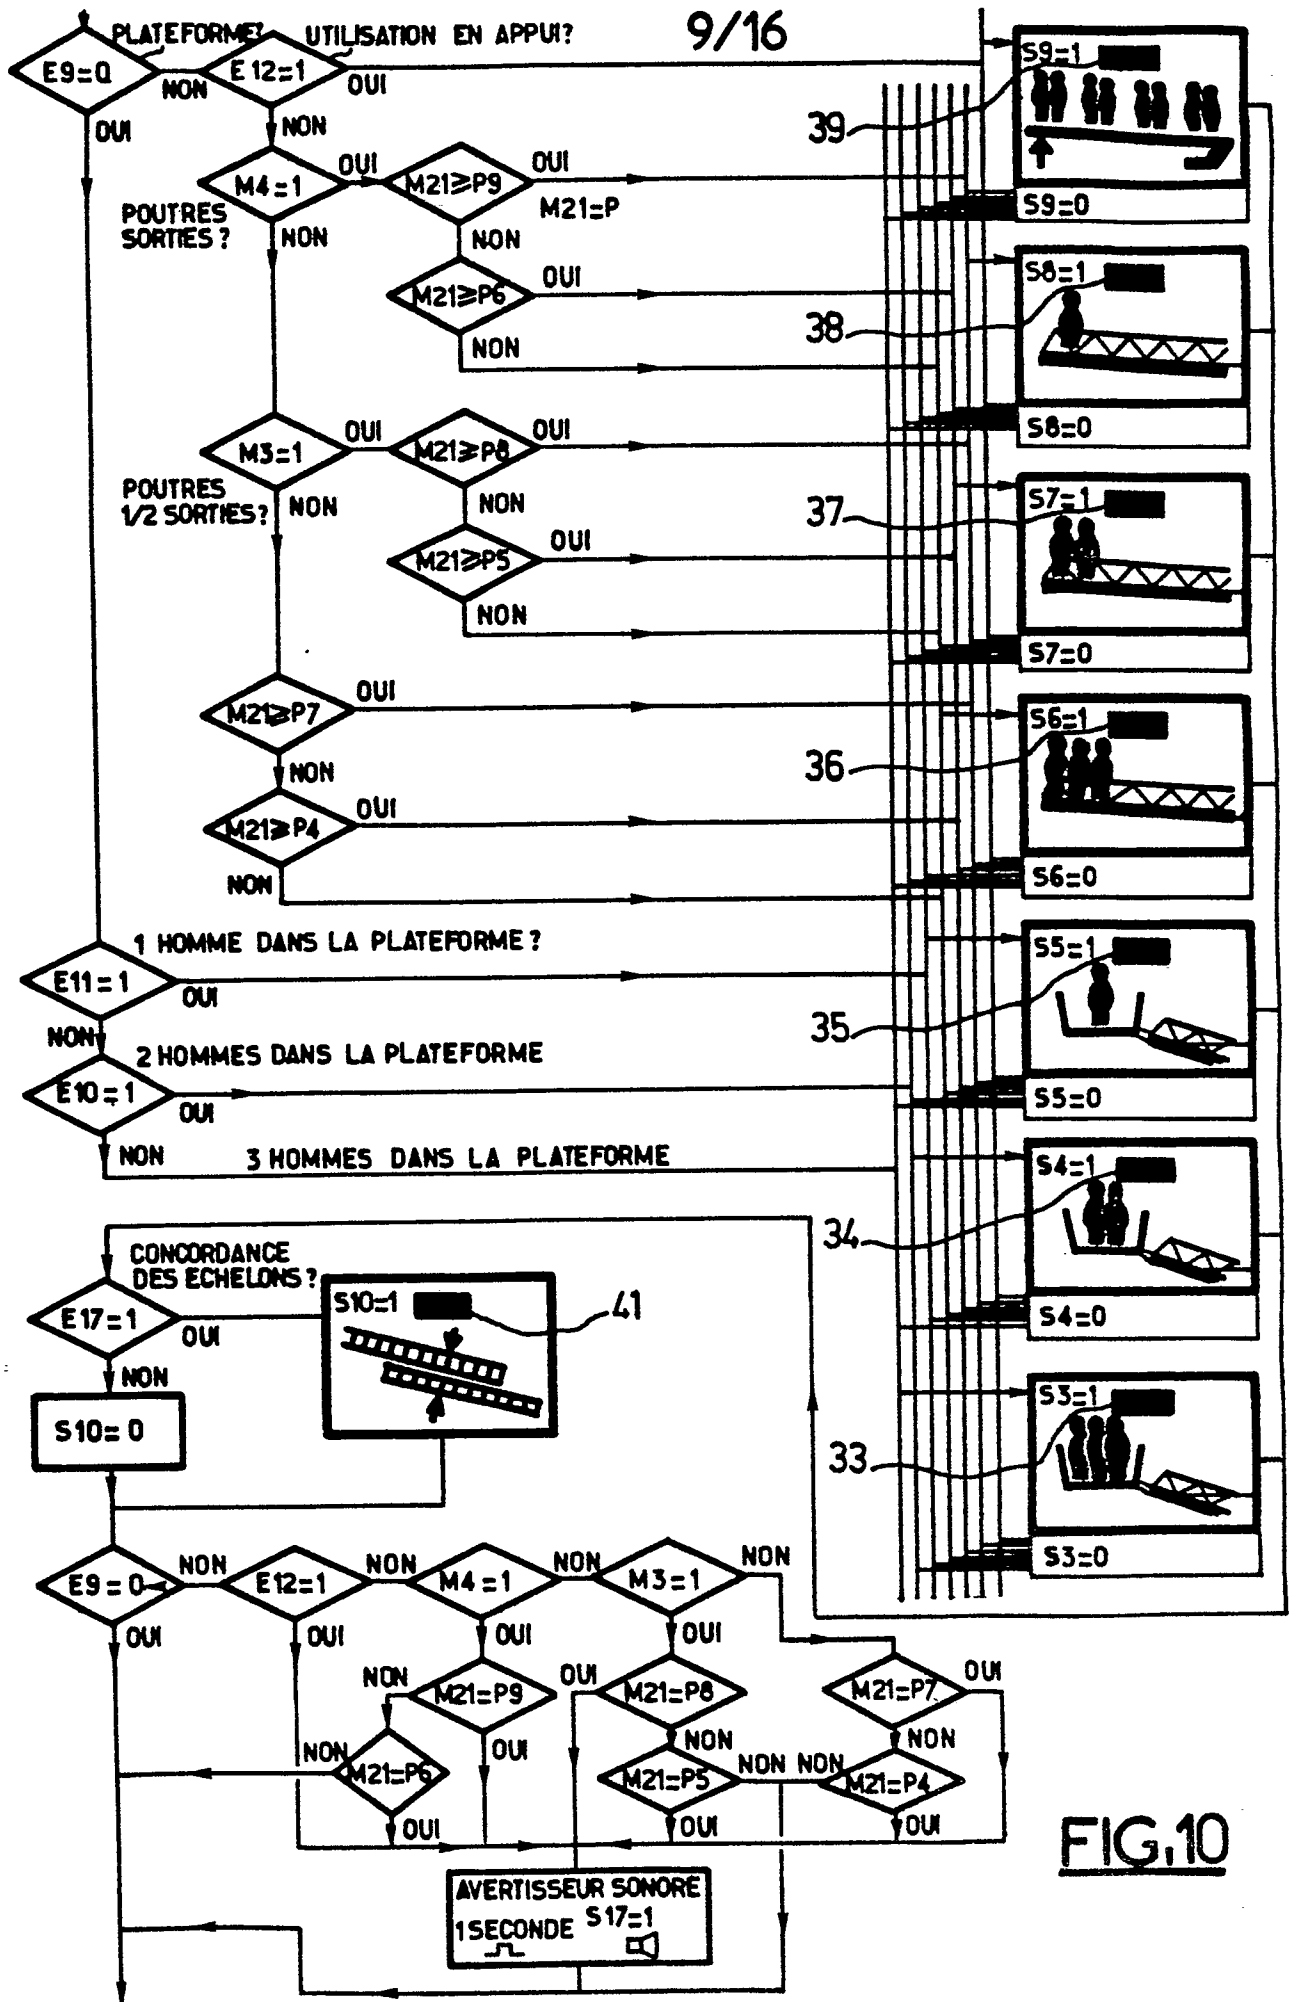 9/16
PLATEFORME?
UTILISATION EN APPUI?
E9=0
NON
E12=1
OUI
OUI
NON
M4=1
OUI
M21≥P9
OUI
M21=P
POUTRES
SORTIES ?
NON
NON
M21≥P6
OUI
NON
M3=1
OUI
M21≥P8
OUI
POUTRES
1/2 SORTIES ?
NON
NON
M21≥P5
OUI
NON
M21≥P7
OUI
NON
M21≥P4
OUI
NON
1 HOMME DANS LA PLATEFORME ?
E11=1
OUI
NON
2 HOMMES DANS LA PLATEFORME
E10=1
OUI
NON
3 HOMMES DANS LA PLATEFORME
S9=1
39
S9=0
S8=1
38
S8=0
S7=1
37
S7=0
S6=1
36
S6=0
S5=1
35
S5=0
S4=1
34
S4=0
S3=1
33
S3=0
CONCORDANCE
DES ECHELONS ?
E17=1
OUI
S10=1
41
NON
S10=0
E9=0
NON
E12=1
NON
M4=1
NON
M3=1
NON
OUI
OUI
OUI
OUI
NON
M21=P9
OUI
M21=P8
M21=P7
OUI
NON
M21=P6
OUI
NON
M21=P5
NON
NON
NON
M21=P4
OUI
OUI
OUI
AVERTISSEUR SONORE
1 SECONDE S17=1
FIG.10